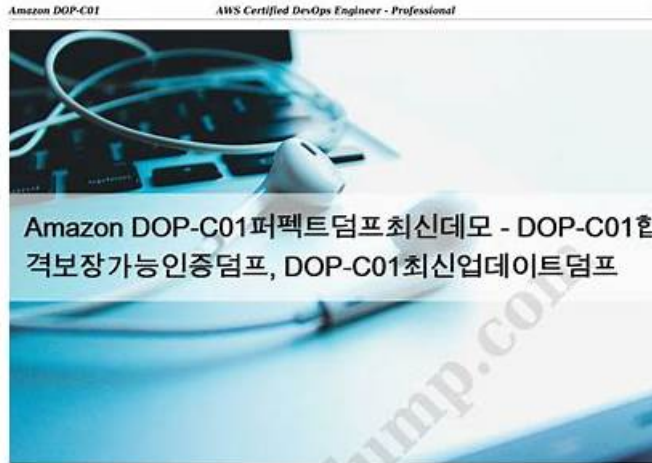 Amazon DOP-C01 AWS Certified DevOps Engineer - Professional
Amazon DOP-C01퍼펙트덤프최신데모 - DOP-C01합
격보장가능인증덤프, DOP-C01최신업데이트덤프
ump.com